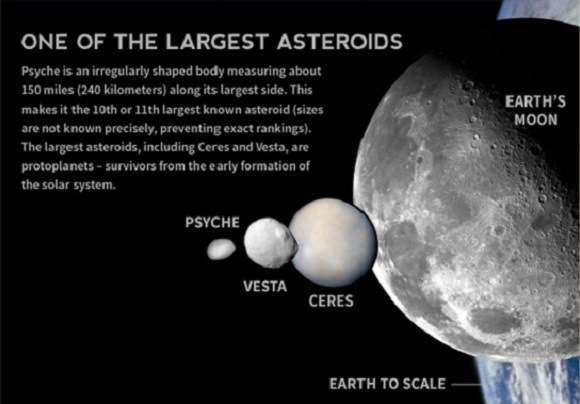 ONE OF THE LARGEST ASTEROIDS
Psyche is an irregularly shaped body measuring about
150 miles (240 kilometers) along its largest side. This
makes it the 10th or 11th largest known asteroid (sizes
are not known precisely, preventing exact rankings).
The largest asteroids, including Ceres and Vesta, are
protoplanets – survivors from the early formation of
the solar system.
EARTH'S
MOON
PSYCHE
VESTA
CERES
EARTH TO SCALE